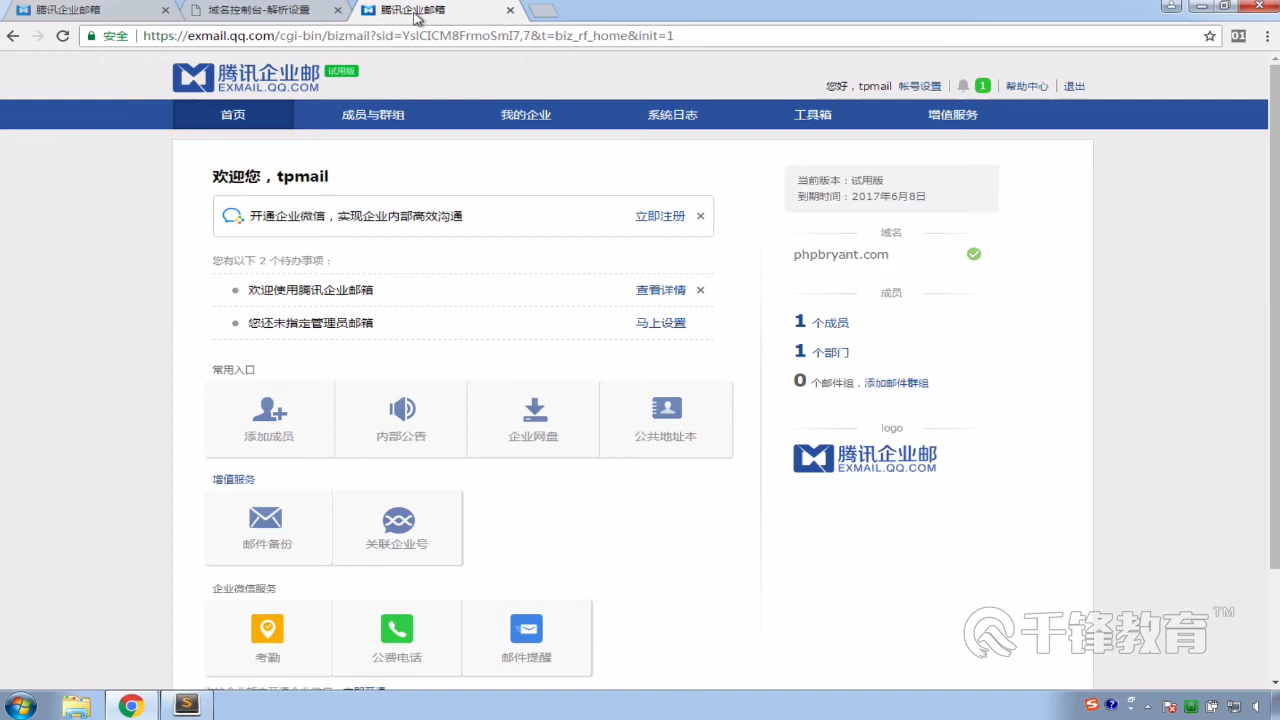 腾讯企业邮箱
域名控制台-解析设置
腾讯企业邮箱
安全 https://exmail.qq.com/cgi-bin/bizmail?sid=YslCICM8FrmoSmI7,7&t=biz_rf_home&init=1
01
腾讯企业邮 试用版
EXMAIL.QQ.COM
您好，tpmail 帐号设置 1 帮助中心 退出
首页 成员与群组 我的企业 系统日志 工具箱 增值服务
欢迎您，tpmail
开通企业微信，实现企业内部高效沟通 立即注册
您有以下 2 个待办事项：
欢迎使用腾讯企业邮箱 查看详情
您还未指定管理员邮箱 马上设置
常用入口
添加成员 内部公告 企业网盘 公共地址本
增值服务
邮件备份 关联企业号
企业微信服务
考勤 公费电话 邮件提醒
当前版本：试用版
到期时间：2017年6月8日
域名
phpbryant.com
成员
1 个成员
1 个部门
0 个邮件组，添加邮件群组
logo
腾讯企业邮
EXMAIL.QQ.COM
千锋教育 TM